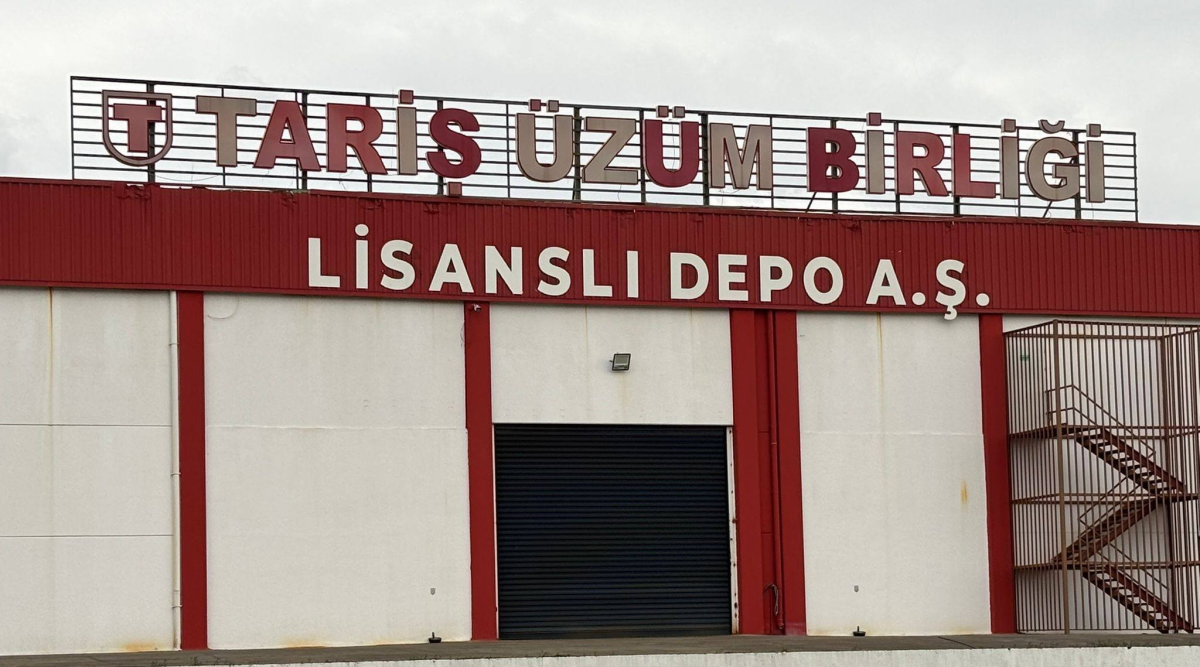 T TARİŞ ÜZÜM BİRLİĞİ
LİSANSLI DEPO A.Ş.